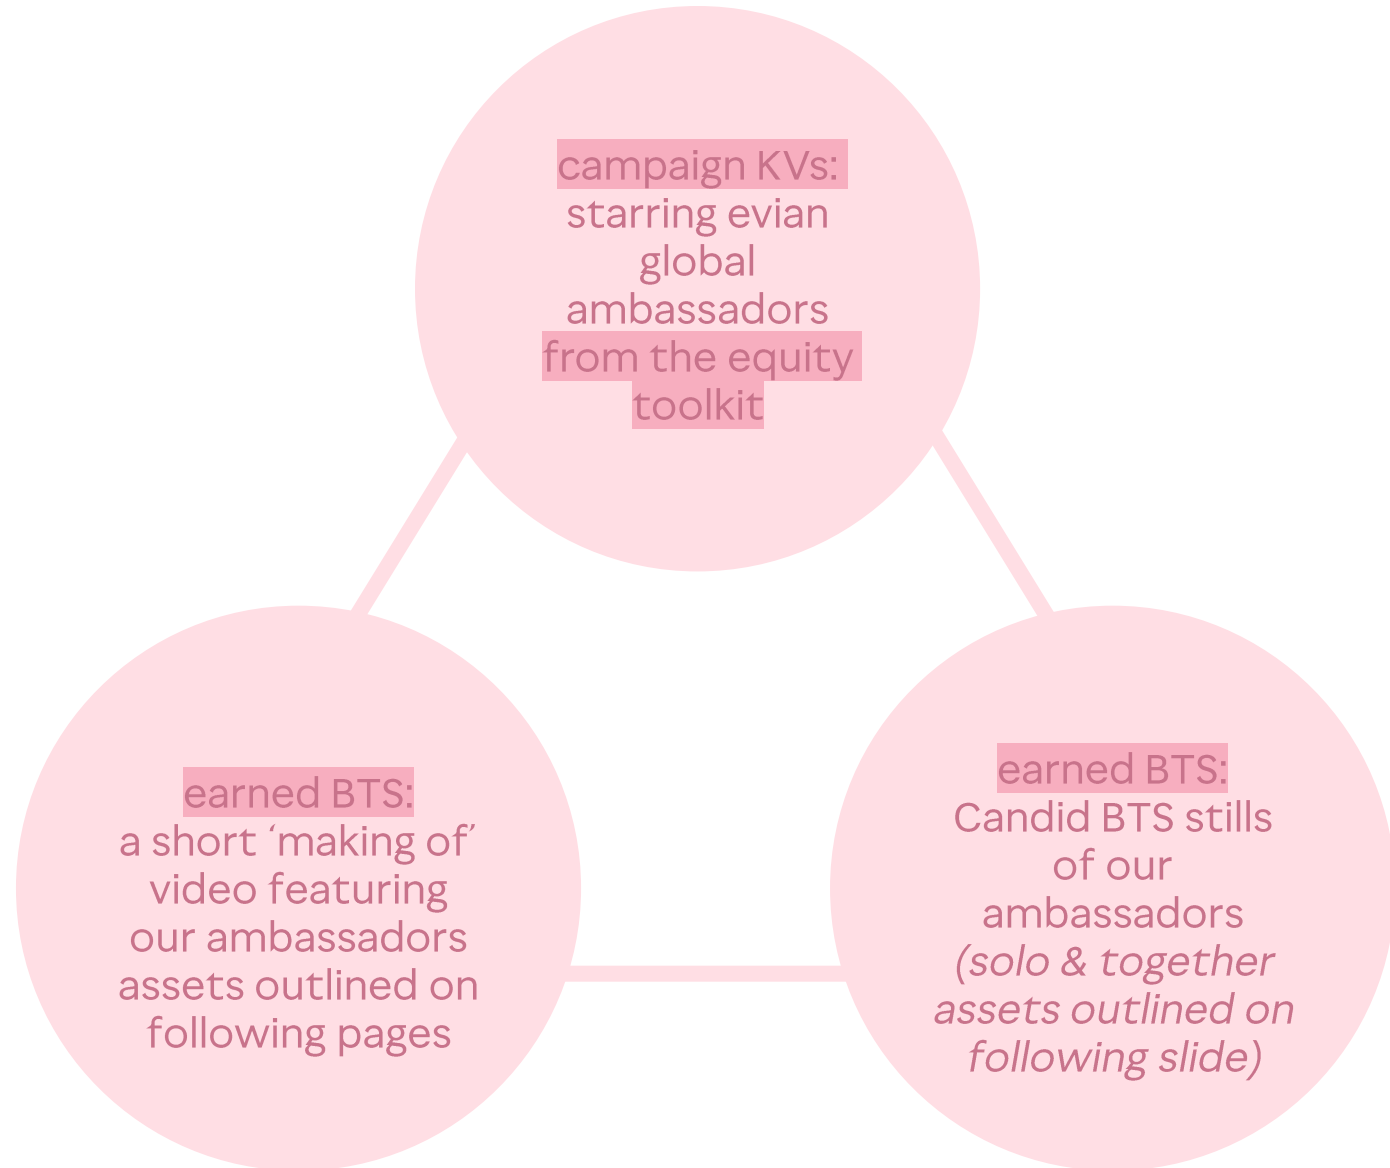 campaign KVs:
starring evian
global
ambassadors
from the equity
toolkit
earned BTS:
a short ‘making of’
video featuring
our ambassadors
assets outlined on
following pages
earned BTS:
Candid BTS stills
of our
ambassadors
(solo & together
assets outlined on
following slide)